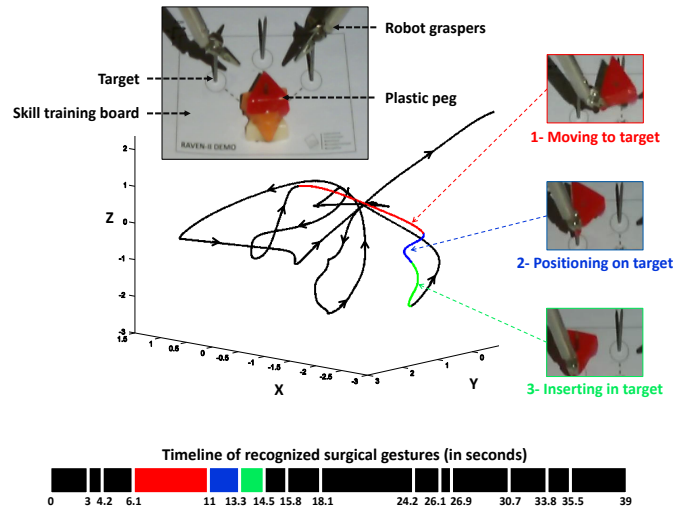 Robot graspers
Target
Plastic peg
Skill training board
RAVEN-II DEMO
1- Moving to target
2- Positioning on target
3- Inserting in target
Z
2
1
0
-1
-2
-3
1.5
1
0.5
0
-0.5
-1
-1.5
-2
-2.5
-3
X
3
2
1
0
Y
Timeline of recognized surgical gestures (in seconds)
0 3 4.2 6.1 11 13.3 14.5 15.8 18.1 24.2 26.1 26.9 30.7 33.8 35.5 39